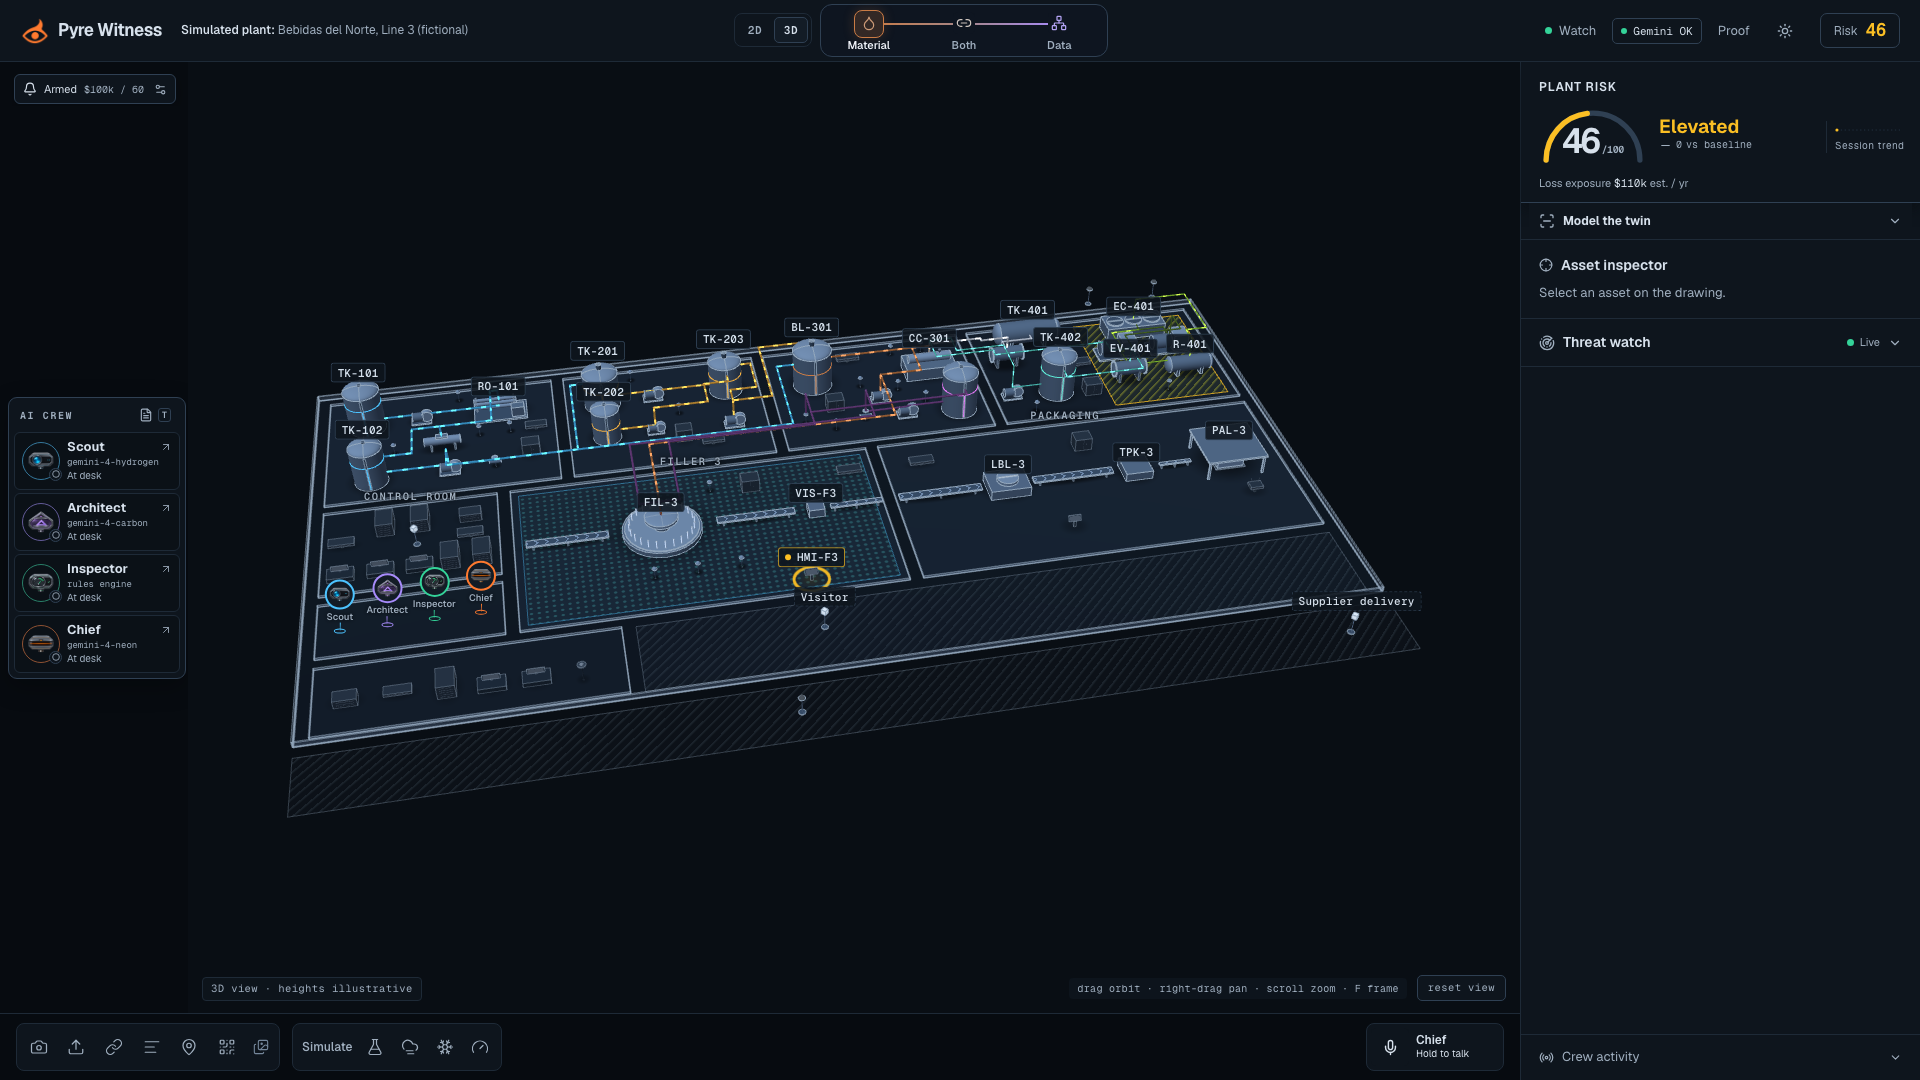 Pyre Witness
Simulated plant: Bebidas del Norte, Line 3 (fictional)
2D
3D
Material
Both
Data
Watch
Gemini OK
Proof
Risk 46
Armed $100k / 60
PLANT RISK
46 /100
Elevated
— 0 vs baseline
Session trend
Loss exposure $110k est. / yr
Model the twin
Asset inspector
Select an asset on the drawing.
Threat watch
Live
AI CREW
T
Scout
gemini-4-hydrogen
At desk
Architect
gemini-4-carbon
At desk
Inspector
rules engine
At desk
Chief
gemini-4-neon
At desk
TK-401
EC-401
BL-301
TK-203
CC-301
TK-402
TK-201
EV-401
R-401
TK-101
RO-101
TK-202
PACKAGING
TK-102
PAL-3
TPK-3
FILLER 3
LBL-3
CONTROL ROOM
VIS-F3
FIL-3
HMI-F3
Visitor
Supplier delivery
Scout
Architect
Inspector
Chief
3D view · heights illustrative
drag orbit · right-drag pan · scroll zoom · F frame
reset view
Simulate
Chief
Hold to talk
Crew activity